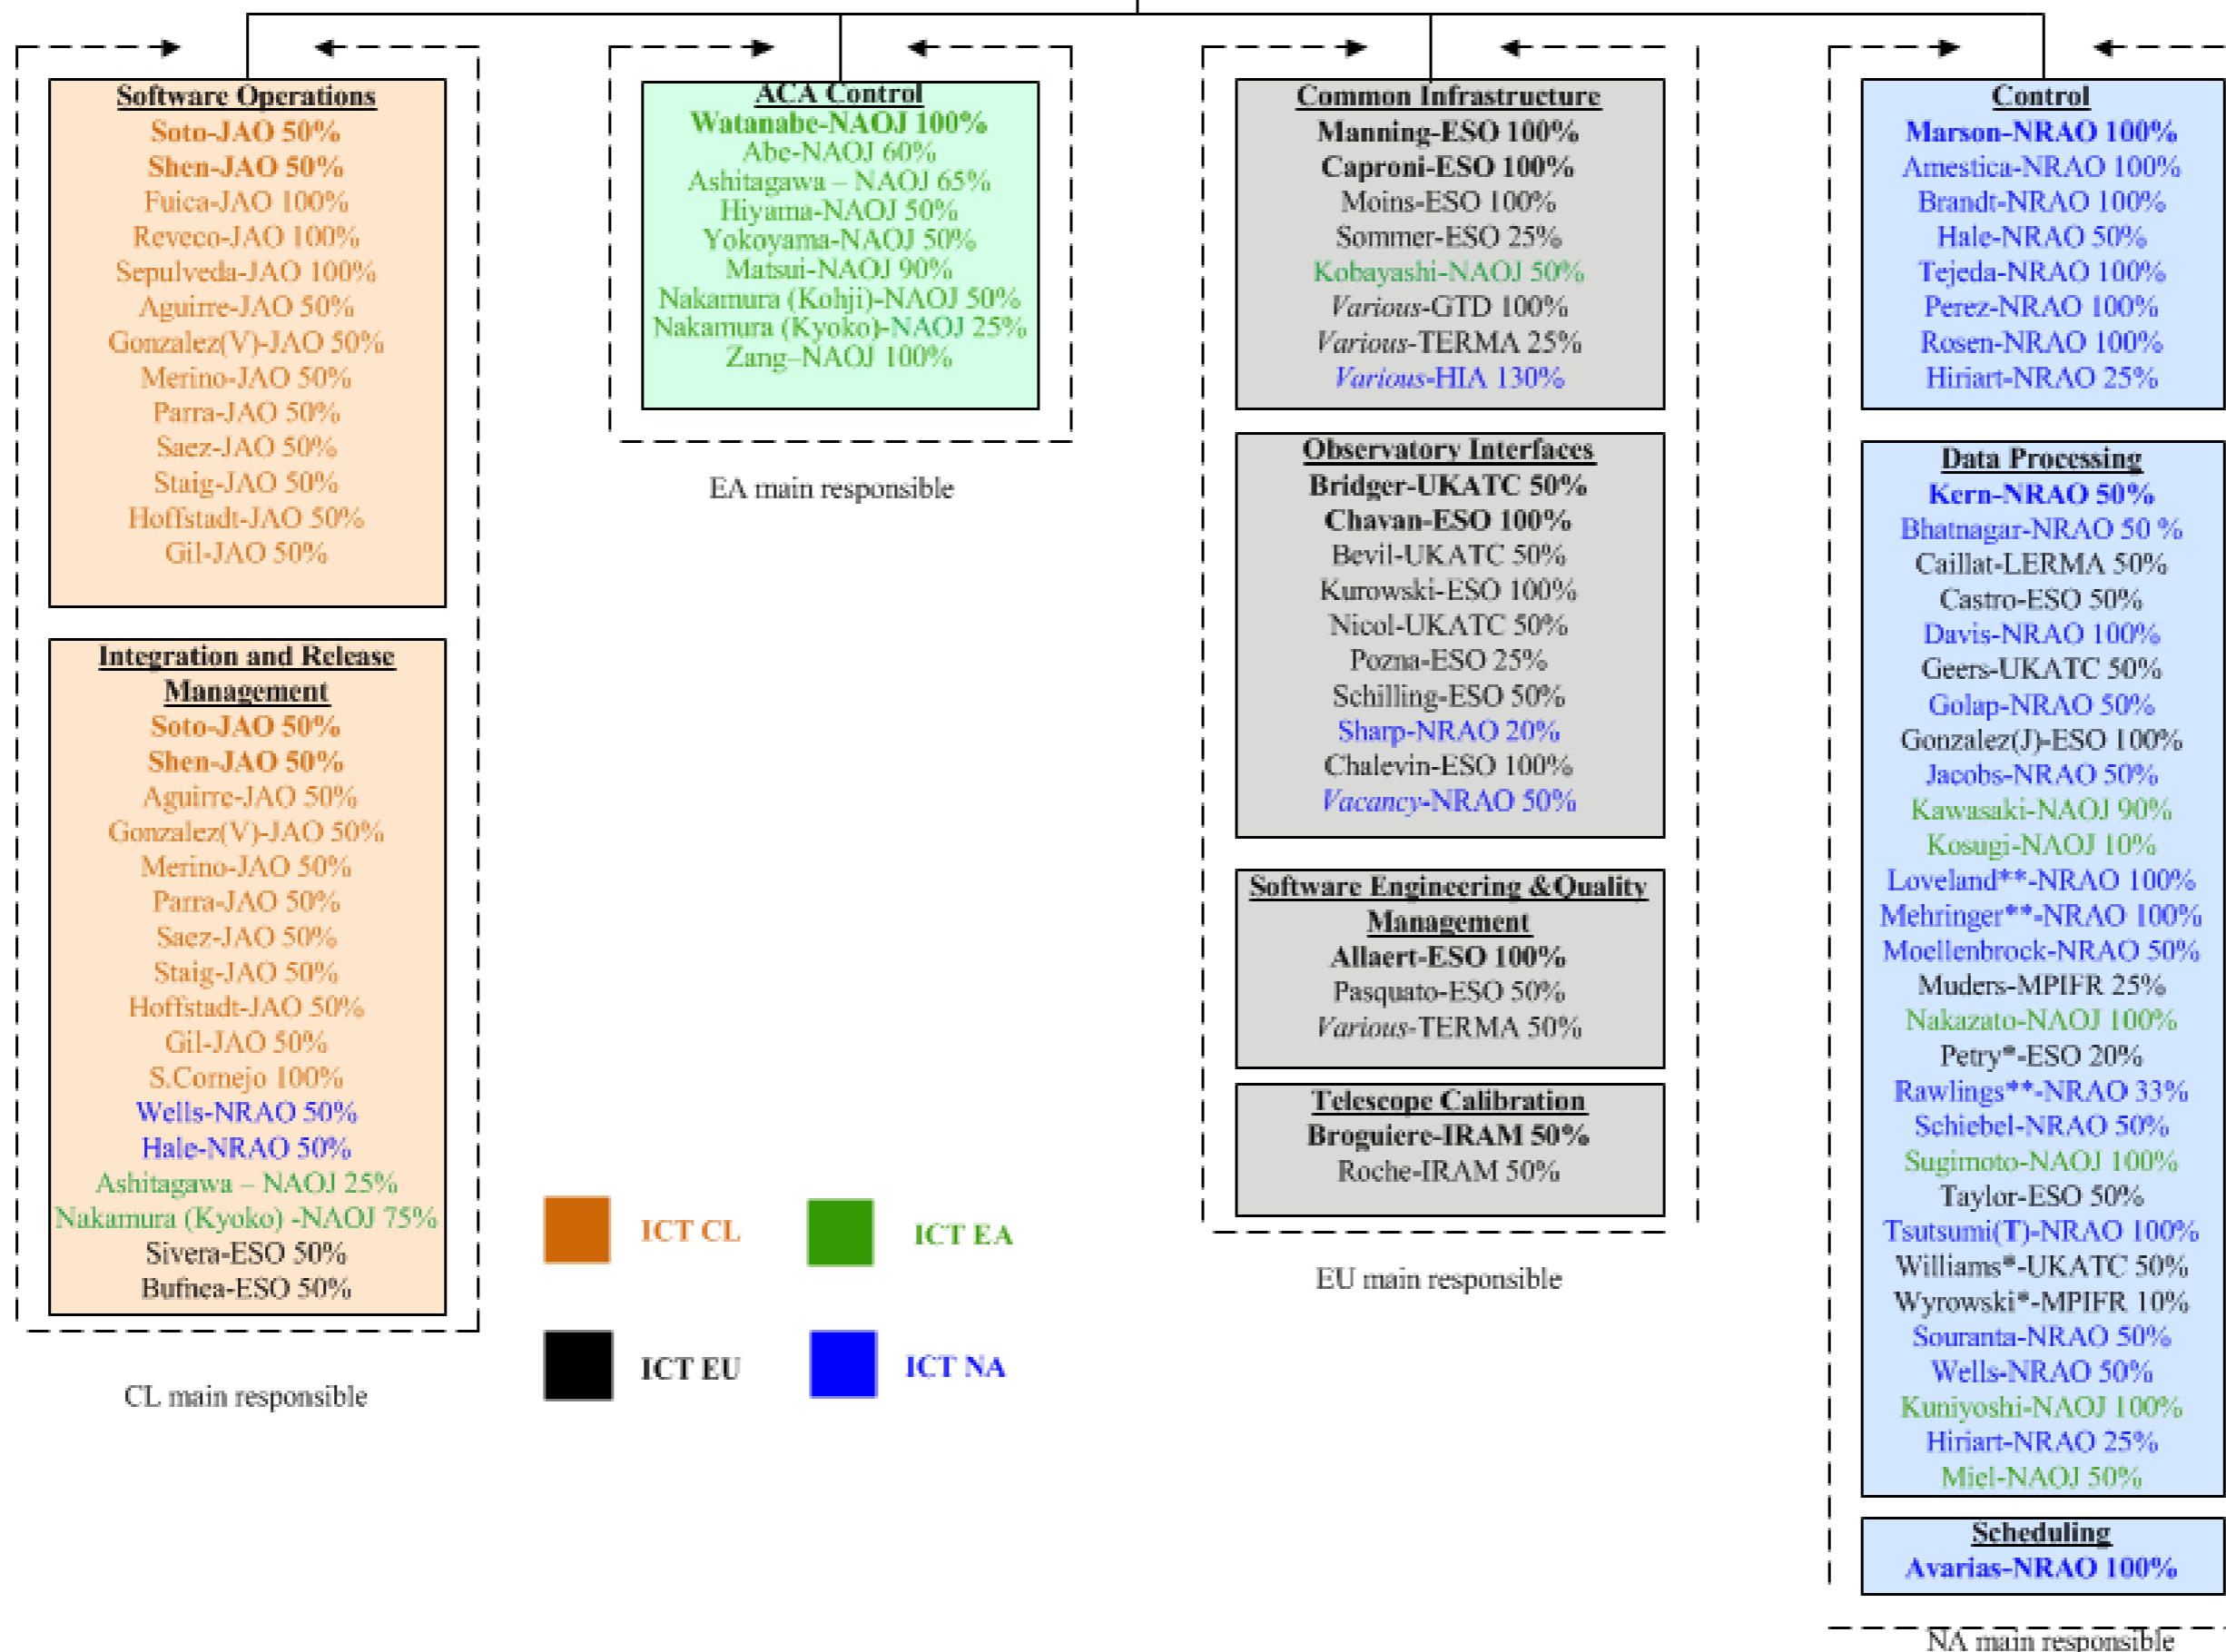 Software Operations
Soto-JAO 50%
Shen-JAO 50%
Fuica-JAO 100%
Reveco-JAO 100%
Sepulveda-JAO 100%
Aguirre-JAO 50%
Gonzalez(V)-JAO 50%
Merino-JAO 50%
Parra-JAO 50%
Saez-JAO 50%
Staig-JAO 50%
Hoffstadt-JAO 50%
Gil-JAO 50%
Integration and Release
Management
Soto-JAO 50%
Shen-JAO 50%
Aguirre-JAO 50%
Gonzalez(V)-JAO 50%
Merino-JAO 50%
Parra-JAO 50%
Saez-JAO 50%
Staig-JAO 50%
Hoffstadt-JAO 50%
Gil-JAO 50%
S.Cornejo 100%
Wells-NRAO 50%
Hale-NRAO 50%
Ashitagawa – NAOJ 25%
Nakamura (Kyoko) -NAOJ 75%
Sivera-ESO 50%
Bufnea-ESO 50%
CL main responsible
ACA Control
Watanabe-NAOJ 100%
Abe-NAOJ 60%
Ashitagawa – NAOJ 65%
Hiyama-NAOJ 50%
Yokoyama-NAOJ 50%
Matsui-NAOJ 90%
Nakamura (Kohji)-NAOJ 50%
Nakamura (Kyoko)-NAOJ 25%
Zang–NAOJ 100%
EA main responsible
ICT CL
ICT EA
ICT EU
ICT NA
Common Infrastructure
Manning-ESO 100%
Caproni-ESO 100%
Moins-ESO 100%
Sommer-ESO 25%
Kobayashi-NAOJ 50%
Various-GTD 100%
Various-TERMA 25%
Various-HIA 130%
Observatory Interfaces
Bridger-UKATC 50%
Chavan-ESO 100%
Bevil-UKATC 50%
Kurowski-ESO 100%
Nicol-UKATC 50%
Pozna-ESO 25%
Schilling-ESO 50%
Sharp-NRAO 20%
Chalevin-ESO 100%
Vacancy-NRAO 50%
Software Engineering &Quality
Management
Allaert-ESO 100%
Pasquato-ESO 50%
Various-TERMA 50%
Telescope Calibration
Broguiere-IRAM 50%
Roche-IRAM 50%
EU main responsible
Control
Marson-NRAO 100%
Amestica-NRAO 100%
Brandt-NRAO 100%
Hale-NRAO 50%
Tejeda-NRAO 100%
Perez-NRAO 100%
Rosen-NRAO 100%
Hiriart-NRAO 25%
Data Processing
Kern-NRAO 50%
Bhatnagar-NRAO 50 %
Caillat-LERMA 50%
Castro-ESO 50%
Davis-NRAO 100%
Geers-UKATC 50%
Golap-NRAO 50%
Gonzalez(J)-ESO 100%
Jacobs-NRAO 50%
Kawasaki-NAOJ 90%
Kosugi-NAOJ 10%
Loveland**-NRAO 100%
Mehringer**-NRAO 100%
Moellenbrock-NRAO 50%
Muders-MPIFR 25%
Nakazato-NAOJ 100%
Petry*-ESO 20%
Rawlings**-NRAO 33%
Schiebel-NRAO 50%
Sugimoto-NAOJ 100%
Taylor-ESO 50%
Tsutsumi(T)-NRAO 100%
Williams*-UKATC 50%
Wyrowski*-MPIFR 10%
Souranta-NRAO 50%
Wells-NRAO 50%
Kuniyoshi-NAOJ 100%
Hiriart-NRAO 25%
Miel-NAOJ 50%
Scheduling
Avarias-NRAO 100%
NA main responsible